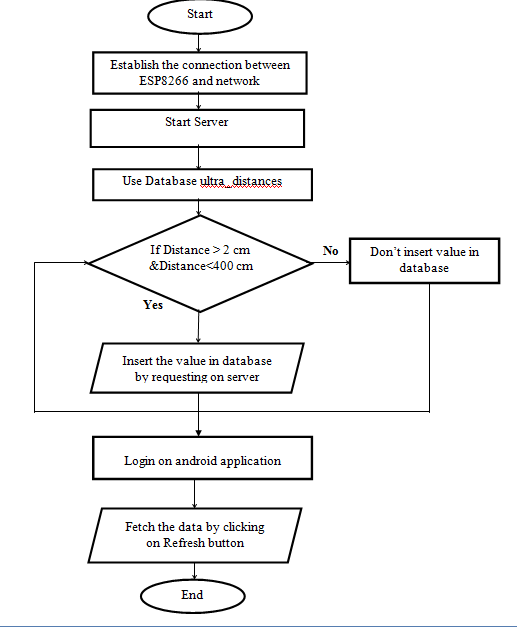 Start
Establish the connection between
ESP8266 and network
Start Server
Use Database ultra_distances
If Distance > 2 cm
&Distance<400 cm
No
Don't insert value in
database
Yes
Insert the value in database
by requesting on server
Login on android application
Fetch the data by clicking
on Refresh button
End